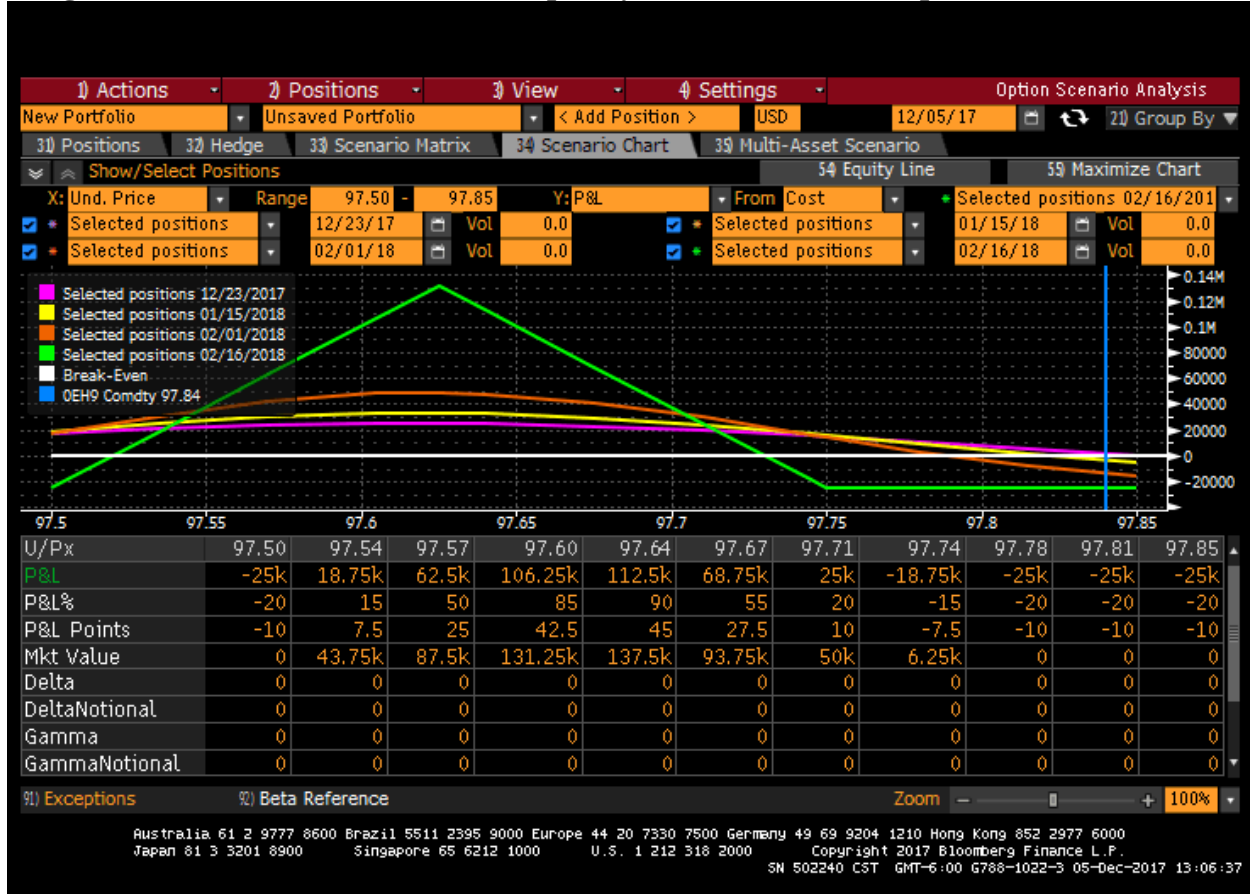 1) Actions 2) Positions 3) View 4) Settings Option Scenario Analysis
New Portfolio Unsaved Portfolio < Add Position > USD 12/05/17 21) Group By
31) Positions 32) Hedge 33) Scenario Matrix 34) Scenario Chart 35) Multi-Asset Scenario
Show/Select Positions 54) Equity Line 55) Maximize Chart
X: Und. Price Range 97.50 - 97.85 Y: P&L From Cost Selected positions 02/16/201
Selected positions 12/23/17 Vol 0.0 Selected positions 01/15/18 Vol 0.0
Selected positions 02/01/18 Vol 0.0 Selected positions 02/16/18 Vol 0.0
Selected positions 12/23/2017
Selected positions 01/15/2018
Selected positions 02/01/2018
Selected positions 02/16/2018
Break-Even
0EH9 Comdty 97.84
0.14M
0.12M
0.1M
80000
60000
40000
20000
0
-20000
97.5 97.55 97.6 97.65 97.7 97.75 97.8 97.85
U/Px 97.50 97.54 97.57 97.60 97.64 97.67 97.71 97.74 97.78 97.81 97.85
P&L -25k 18.75k 62.5k 106.25k 112.5k 68.75k 25k -18.75k -25k -25k -25k
P&L% -20 15 50 85 90 55 20 -15 -20 -20 -20
P&L Points -10 7.5 25 42.5 45 27.5 10 -7.5 -10 -10 -10
Mkt Value 0 43.75k 87.5k 131.25k 137.5k 93.75k 50k 6.25k 0 0 0
Delta 0 0 0 0 0 0 0 0 0 0 0
DeltaNotional 0 0 0 0 0 0 0 0 0 0 0
Gamma 0 0 0 0 0 0 0 0 0 0 0
GammaNotional 0 0 0 0 0 0 0 0 0 0 0
91) Exceptions 92) Beta Reference Zoom - + 100%
Australia 61 2 9777 8600 Brazil 5511 2395 9000 Europe 44 20 7330 7500 Germany 49 69 9204 1210 Hong Kong 852 2977 6000
Japan 81 3 3201 8900 Singapore 65 6212 1000 U.S. 1 212 318 2000 Copyright 2017 Bloomberg Finance L.P.
SN 502240 CST GMT-6:00 G788-1022-3 05-Dec-2017 13:06:37